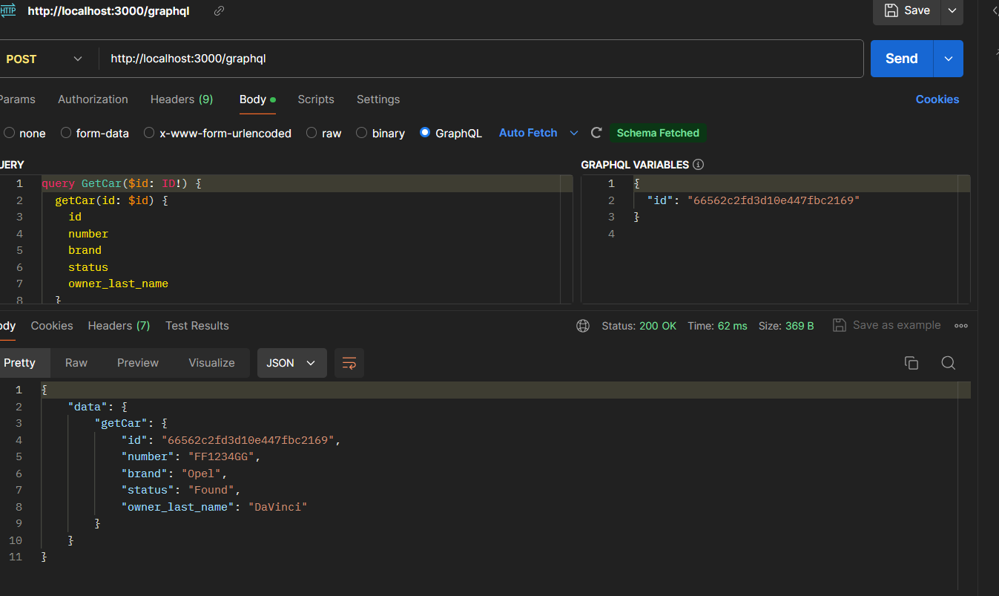 HTTP http://localhost:3000/graphql Save
POST http://localhost:3000/graphql Send
Params Authorization Headers (9) Body Scripts Settings Cookies
none form-data x-www-form-urlencoded raw binary GraphQL Auto Fetch Schema Fetched
UERY GRAPHQL VARIABLES
1 query GetCar($id: ID!) {
2 getCar(id: $id) {
3 id
4 number
5 brand
6 status
7 owner_last_name
8 }
1 {
2 "id": "66562c2fd3d10e447fbc2169"
3 }
4
ody Cookies Headers (7) Test Results Status: 200 OK Time: 62 ms Size: 369 B Save as example
Pretty Raw Preview Visualize JSON
1 {
2 "data": {
3 "getCar": {
4 "id": "66562c2fd3d10e447fbc2169",
5 "number": "FF1234GG",
6 "brand": "Opel",
7 "status": "Found",
8 "owner_last_name": "DaVinci"
9 }
10 }
11 }